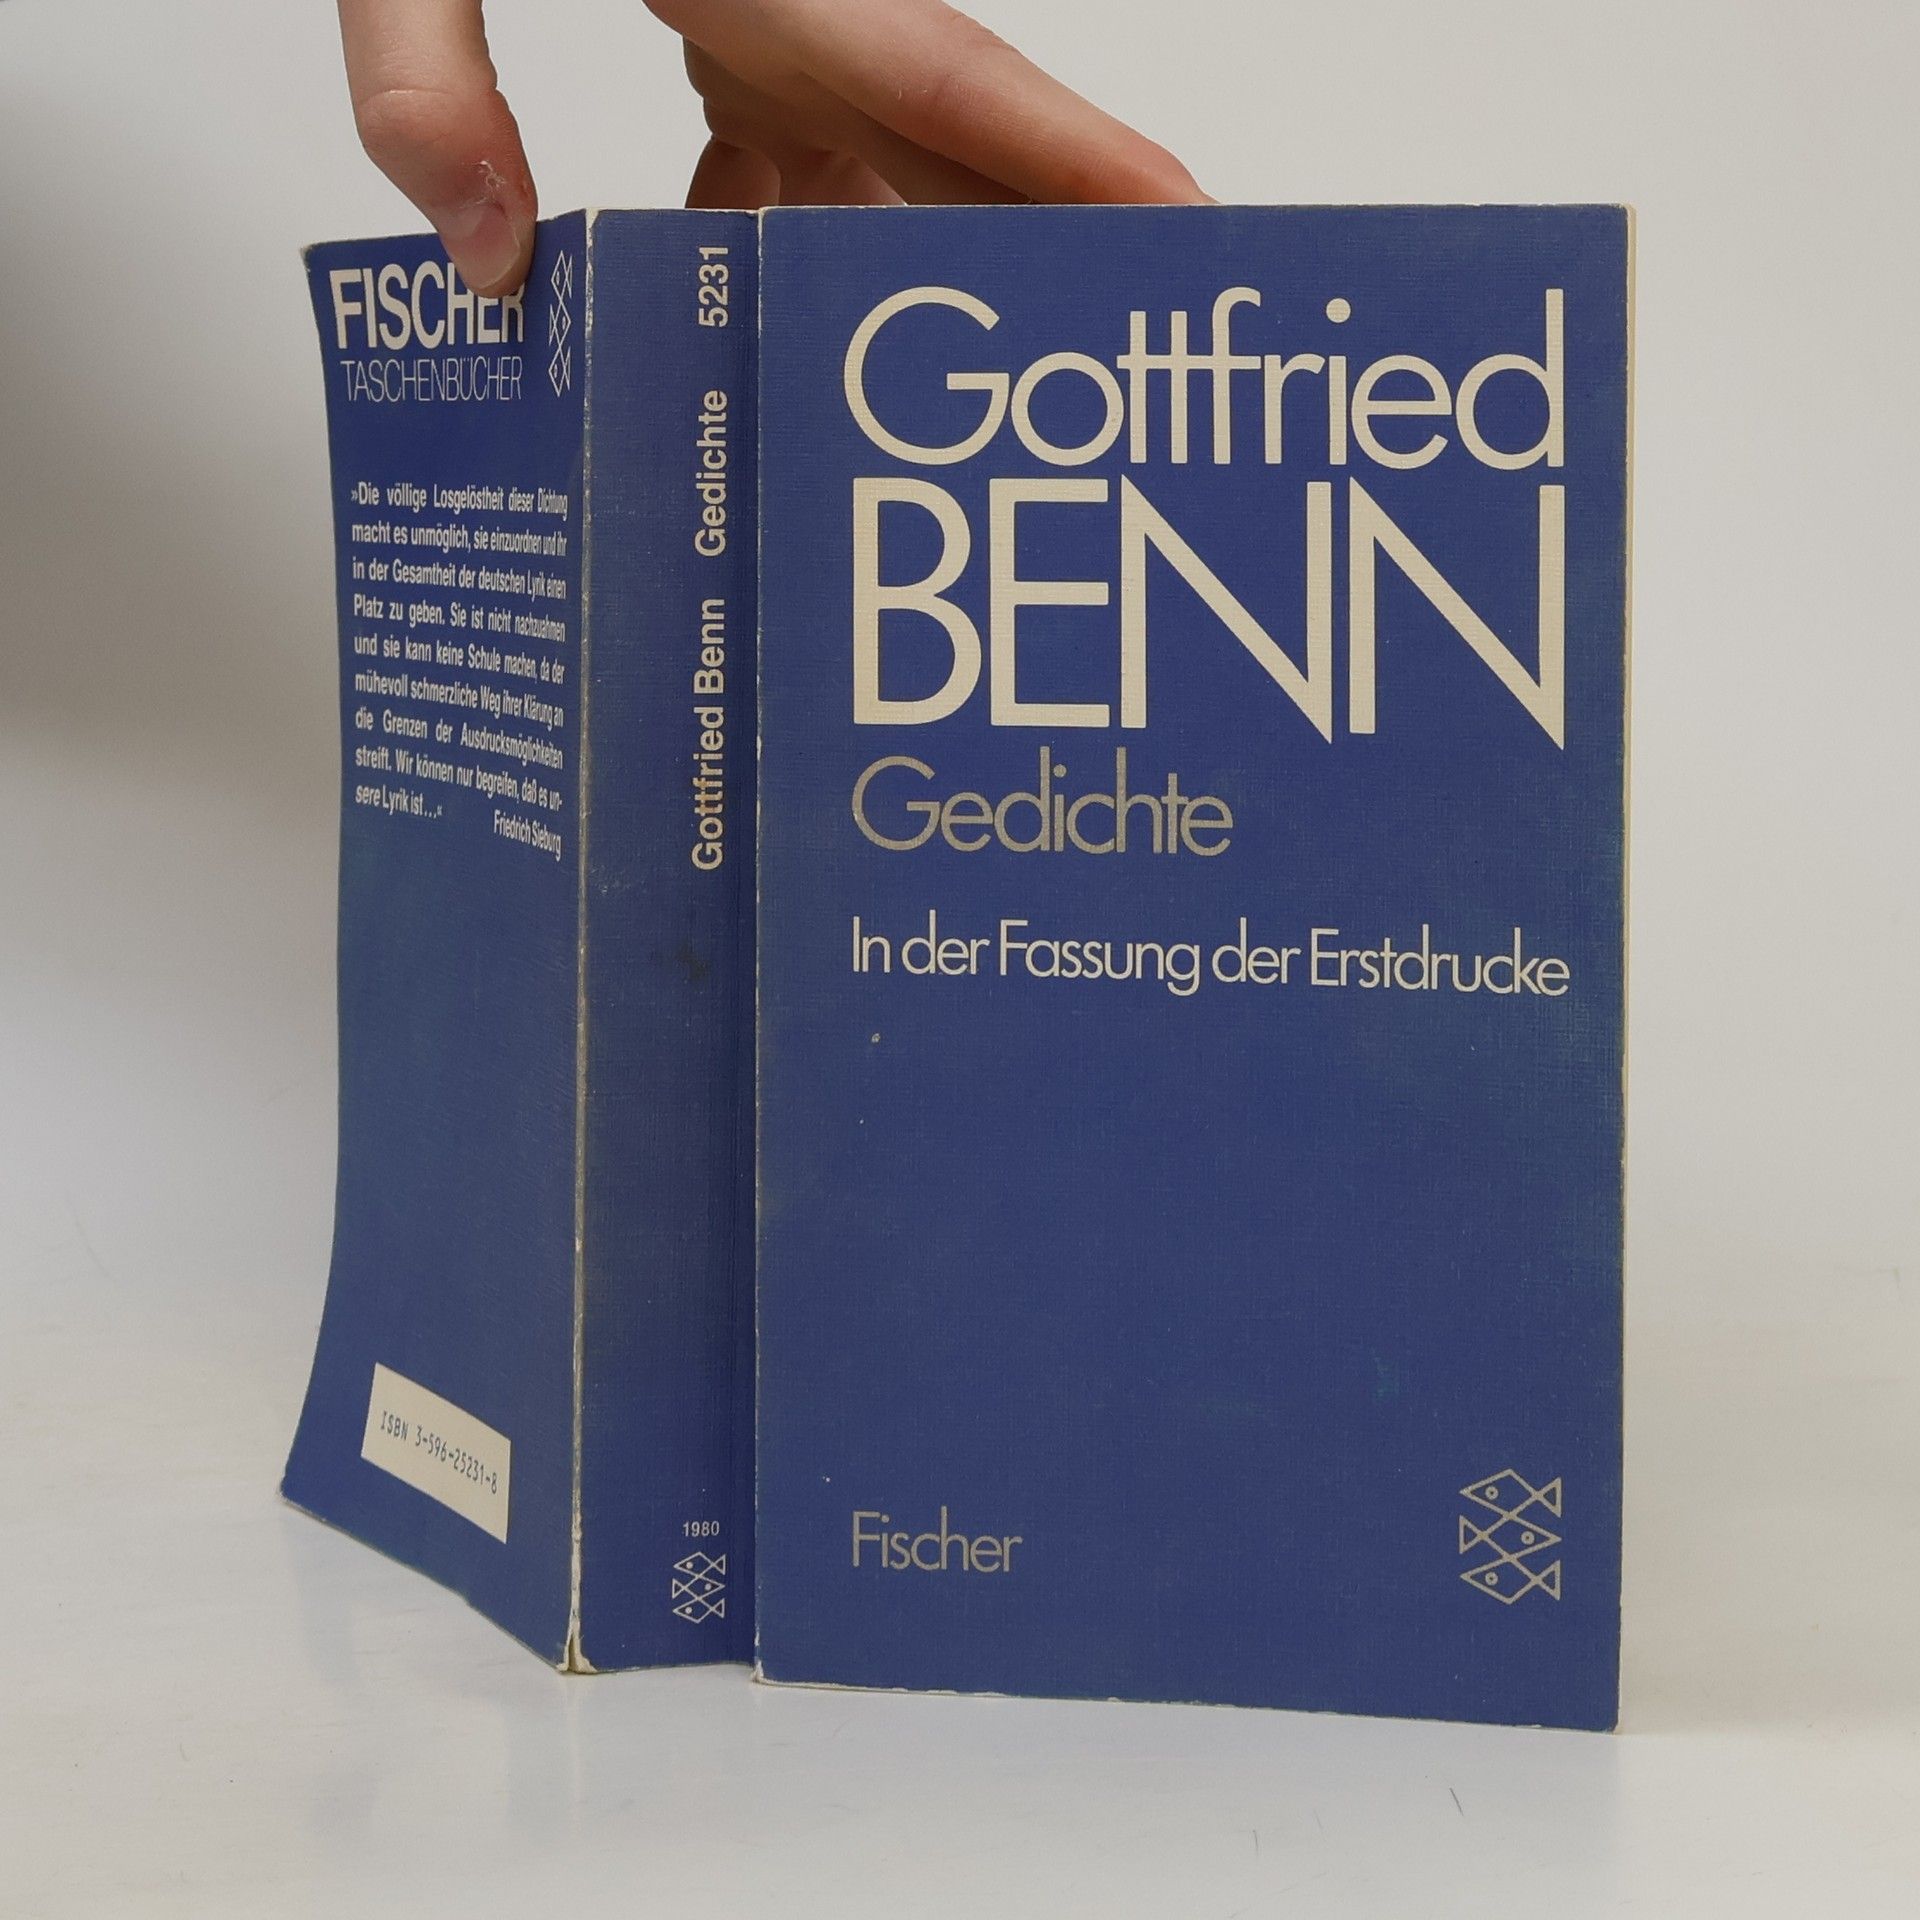 FISCHER
TASCHENBÜCHER
»Die völlige Losgelöstheit dieser Dichtung
macht es unmöglich, sie einzuordnen und ihr
in der Gesamtheit der deutschen Lyrik einen
Platz zu geben. Sie ist nicht nachzuahmen
und sie kann keine Schule machen, da der
mühevoll schmerzliche Weg ihrer Klärung an
die Grenzen der Ausdrucksmöglichkeiten
streift. Wir können nur begreifen, daß es un-
sere Lyrik ist...«
Friedrich Sieburg
ISBN 3-596-25231-8
Gottfried Benn Gedichte 5231
1980
Gottfried
BENN
Gedichte
In der Fassung der Erstdrucke
Fischer